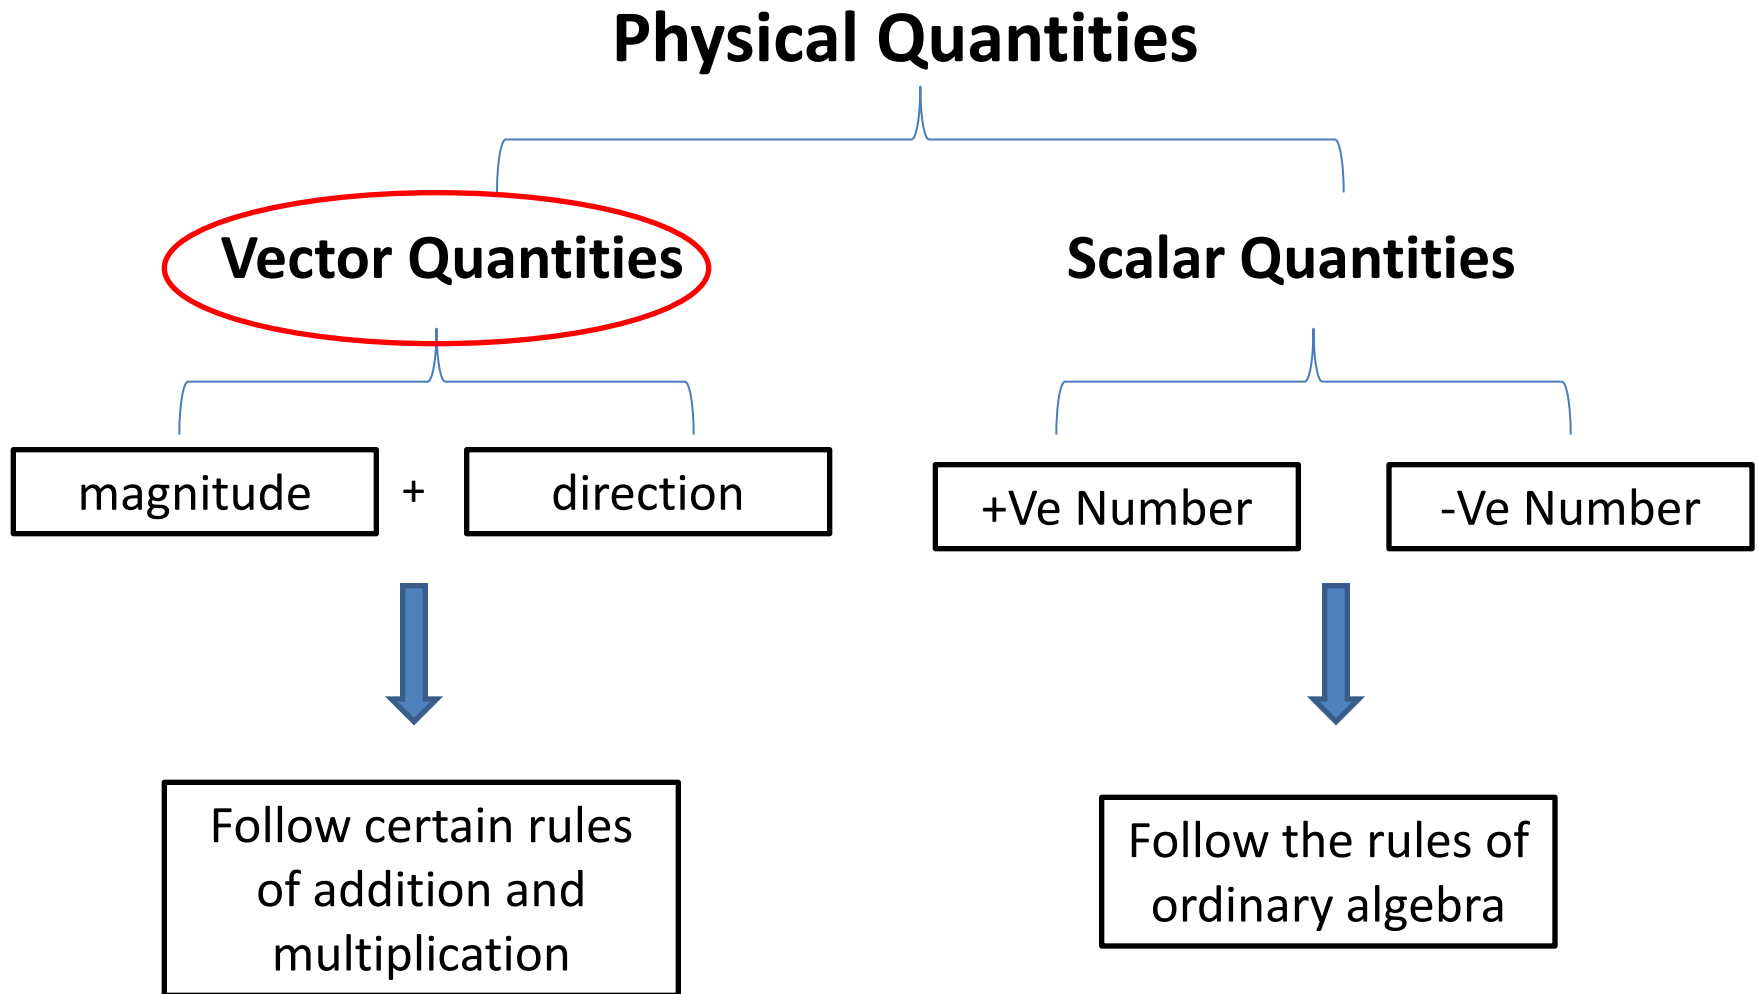 Physical Quantities
Vector Quantities
Scalar Quantities
magnitude
+
direction
+Ve Number
-Ve Number
Follow certain rules
of addition and
multiplication
Follow the rules of
ordinary algebra